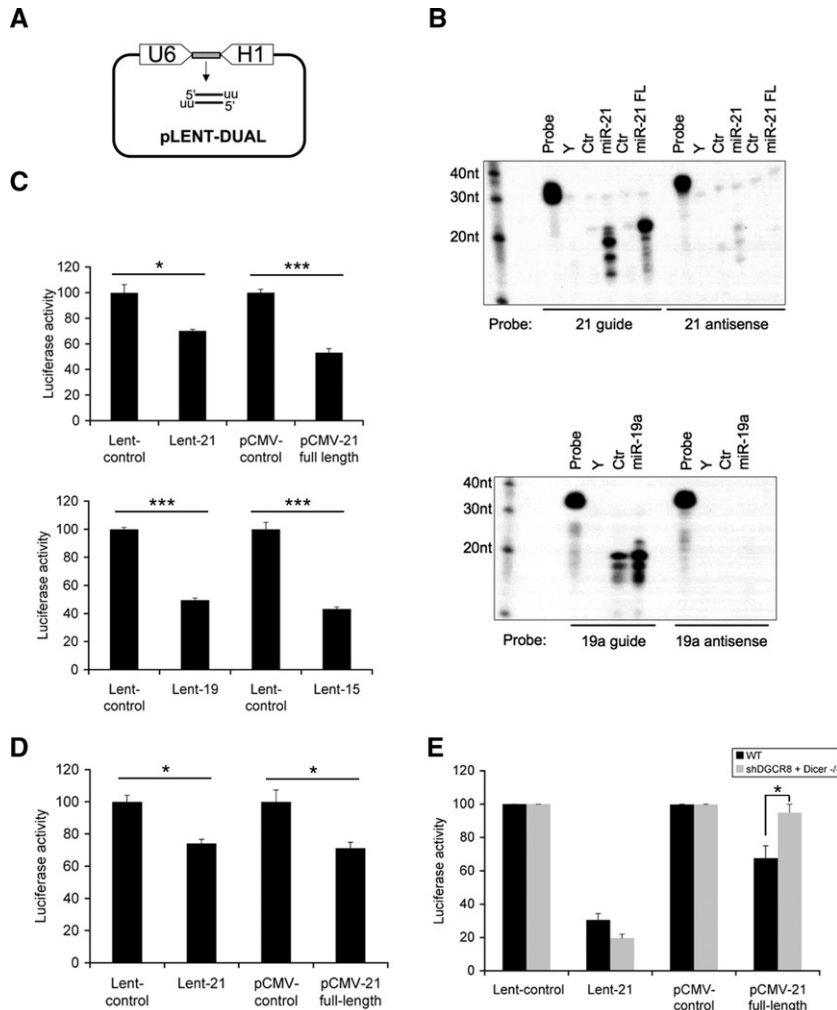 A
U6
H1
5'
uu
uu
5'
pLENT-DUAL
B
Probe
Y
Ctr
miR-21
Ctr
miR-21 FL
Probe
Y
Ctr
miR-21
Ctr
miR-21 FL
40nt
30nt
20nt
Probe:
21 guide
21 antisense
Probe
Y
Ctr
miR-19a
Probe
Y
Ctr
miR-19a
40nt
30nt
20nt
Probe:
19a guide
19a antisense
C
Luciferase activity
120
100
80
60
40
20
0
*
***
Lent-
control
Lent-21
pCMV-
control
pCMV-21
full length
Luciferase activity
120
100
80
60
40
20
0
***
***
Lent-
control
Lent-19
Lent-
control
Lent-15
D
Luciferase activity
120
100
80
60
40
20
0
*
*
Lent-
control
Lent-21
pCMV-
control
pCMV-21
full-length
E
WT
shDGCR8 + Dicer -/-
Luciferase activity
120
100
80
60
40
20
0
*
Lent-control
Lent-21
pCMV-
control
pCMV-21
full-length